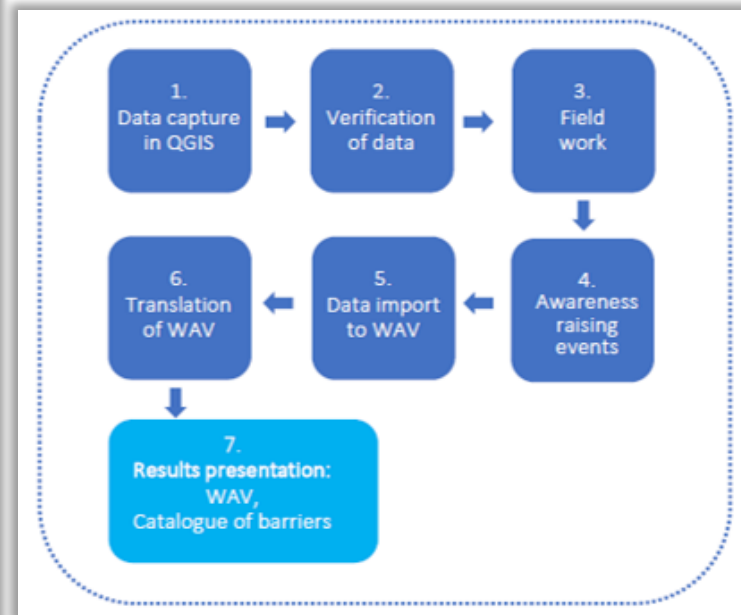 1.
Data capture
in QGIS
2.
Verification
of data
3.
Field
work
4.
Awareness
raising
events
5.
Data import
to WAV
6.
Translation
of WAV
7.
Results presentation:
WAV,
Catalogue of barriers